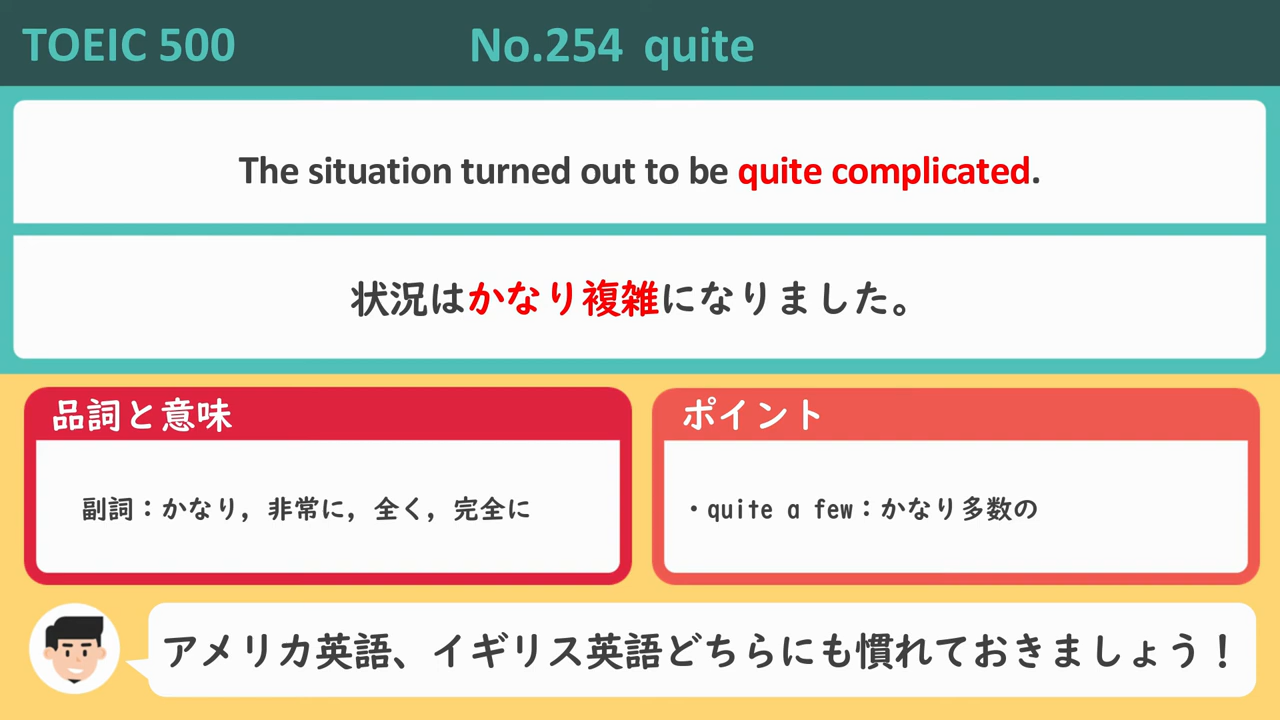 TOEIC 500 No.254 quite
The situation turned out to be quite complicated.
状況はかなり複雑になりました。
品詞と意味
副詞：かなり，非常に，全く，完全に
ポイント
・quite a few：かなり多数の
アメリカ英語、イギリス英語どちらにも慣れておきましょう！